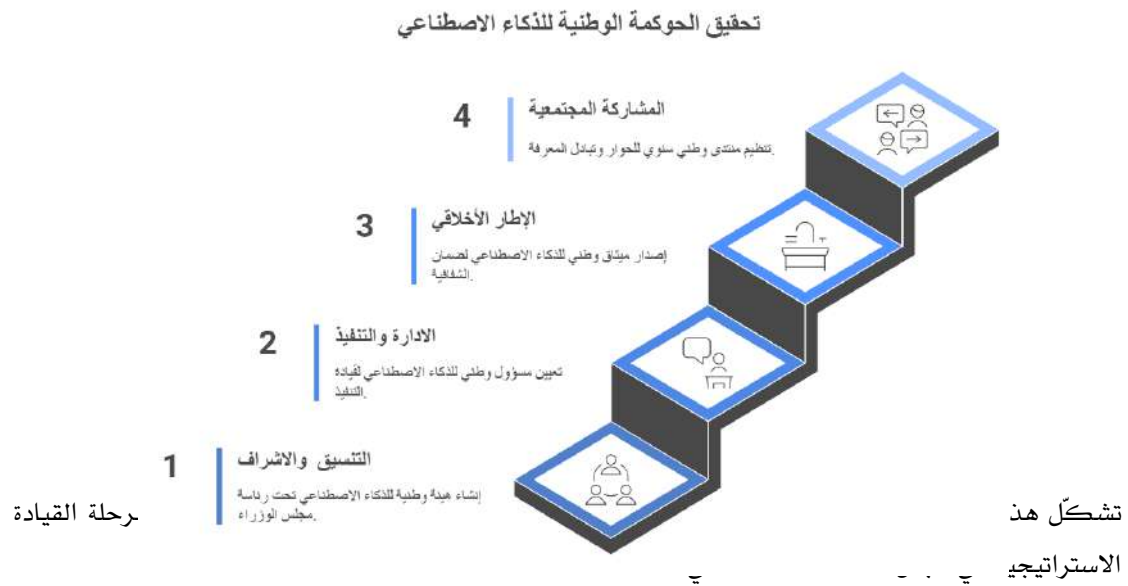 تحقيق الحوكمة الوطنية للذكاء الاصطناعي
4
المشاركة المجتمعية
تنظيم منتدى وطني سنوي للحوار وتبادل المعرفة.
3
الإطار الأخلاقي
إصدار ميثاق وطني للذكاء الاصطناعي لضمان
الشفافية.
2
الادارة والتنفيذ
تعيين مسؤول وطني للذكاء الاصطناعي لقيادة
التنفيذ.
1
التنسيق والاشراف
إنشاء هيئة وطنية للذكاء الاصطناعي تحت رئاسة
مجلس الوزراء.
تشكّل هذ
رحلة القيادة
الاستراتيجي